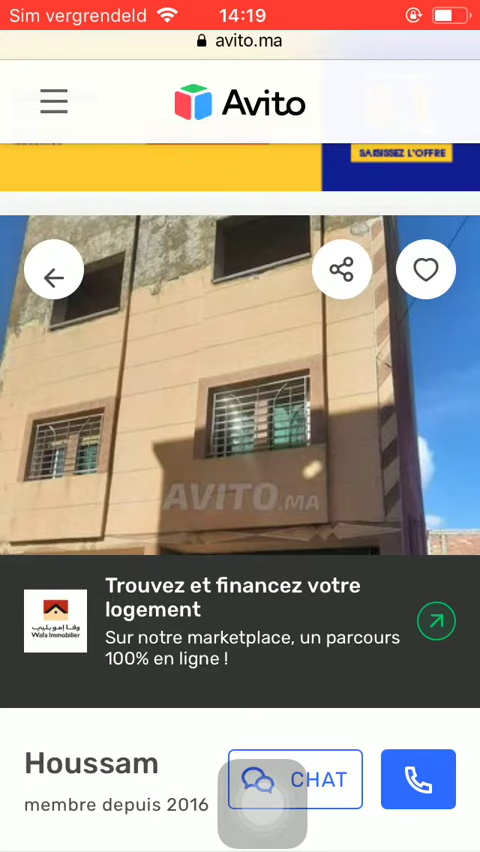 Sim vergrendeld
14:19
avito.ma
Avito
SAISISSEZ L'OFFRE
AVITO.MA
Trouvez et financez votre
logement
Sur notre marketplace, un parcours
100% en ligne !
وفا إموبليي
Wafa Immobilier
Houssam
CHAT
membre depuis 2016